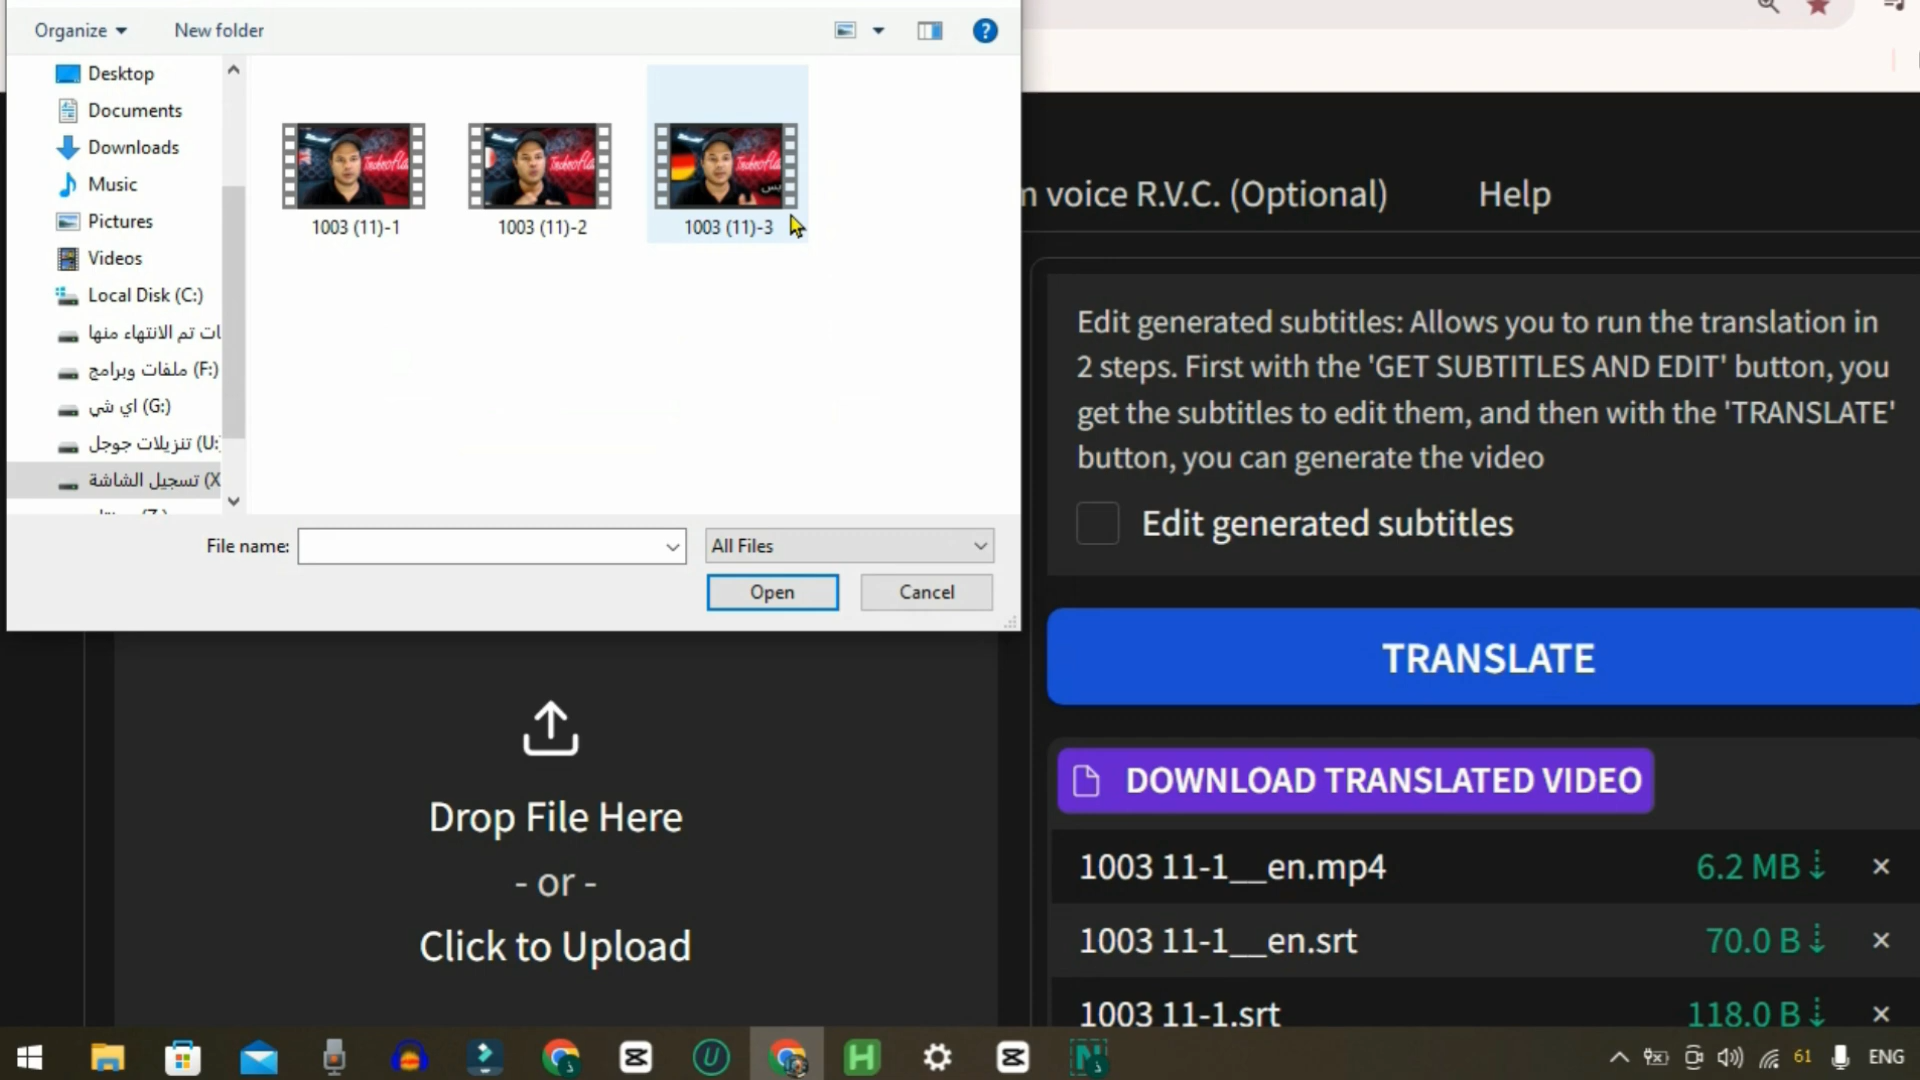 Organize
New folder
Desktop
Documents
Downloads
Music
Pictures
Videos
Local Disk (C:)
ات تم الانتهاء منها
ملفات وبرامج (F:)
اي شي (G:)
تنزيلات جوجل (U:
تسجيل الشاشة (X
1003 (11)-1
1003 (11)-2
1003 (11)-3
File name:
All Files
Open
Cancel
Drop File Here
- or -
Click to Upload
voice R.V.C. (Optional)
Help
Edit generated subtitles: Allows you to run the translation in
2 steps. First with the 'GET SUBTITLES AND EDIT' button, you
get the subtitles to edit them, and then with the 'TRANSLATE'
button, you can generate the video
Edit generated subtitles
TRANSLATE
DOWNLOAD TRANSLATED VIDEO
1003 11-1__en.mp4 6.2 MB
1003 11-1__en.srt 70.0 B
1003 11-1.srt 118.0 B
61
ENG